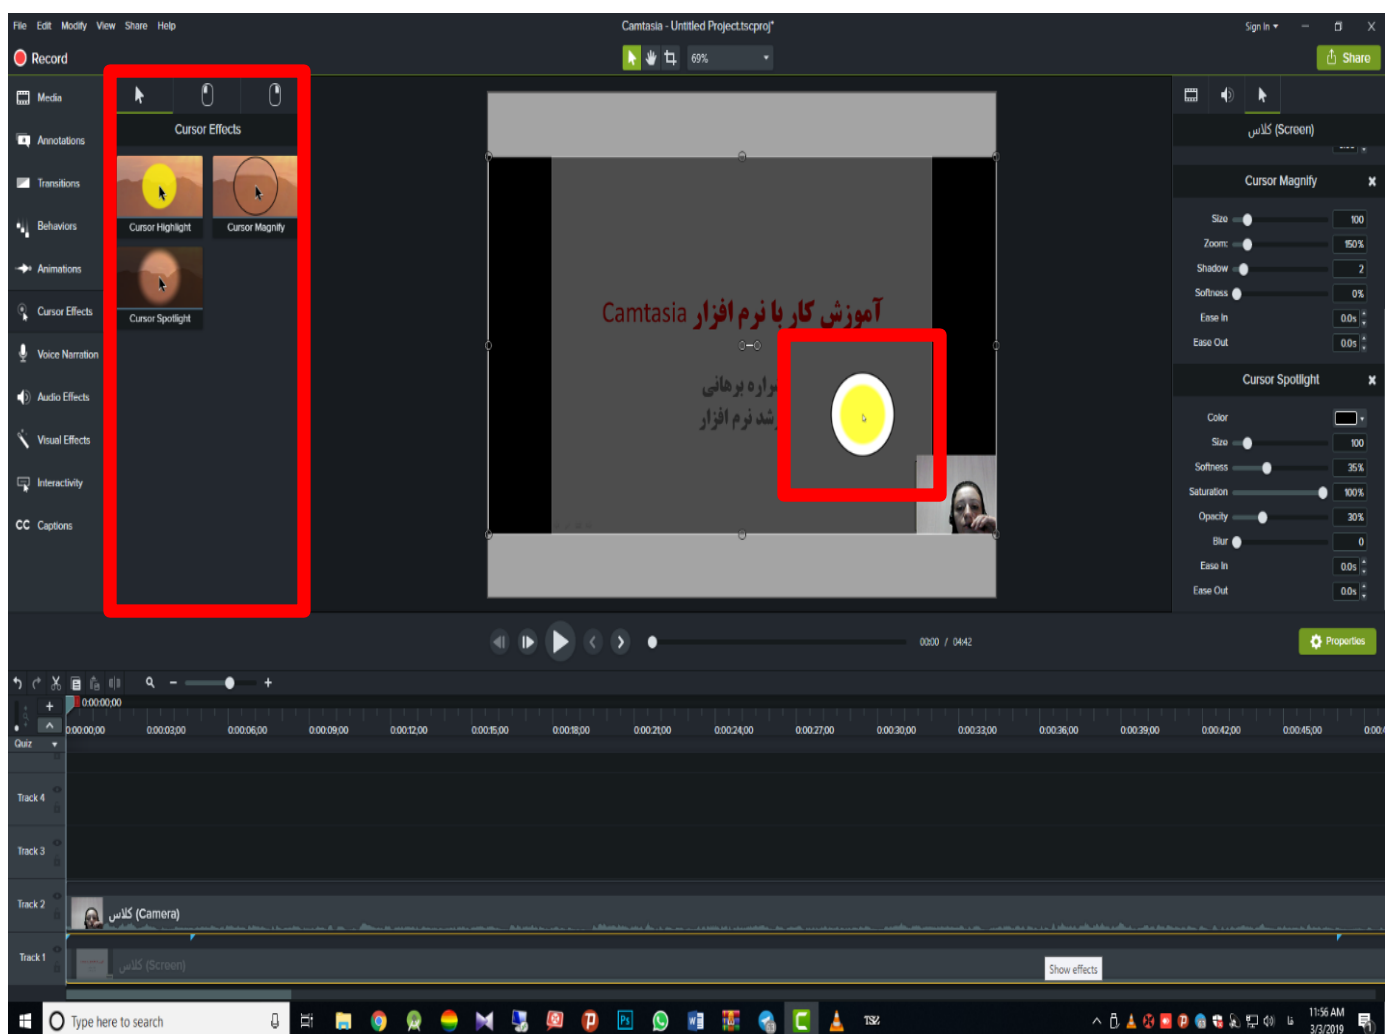 File Edit Modify View Share Help
Camtasia - Untitled Project.tscproj*
Sign In
Record
69%
Share
Media
Annotations
Transitions
Behaviors
Animations
Cursor Effects
Voice Narration
Audio Effects
Visual Effects
Interactivity
CC Captions
Cursor Effects
Cursor Highlight
Cursor Magnify
Cursor Spotlight
آموزش کار با نرم افزار Camtasia
شد نرم افزار
کلاس (Screen)
Cursor Magnify
Size 100
Zoom: 150%
Shadow 2
Softness 0%
Ease In 0.0s
Ease Out 0.0s
Cursor Spotlight
Color
Size 100
Softness 35%
Saturation 100%
Opacity 30%
Blur 0
Ease In 0.0s
Ease Out 0.0s
00:00 / 04:42
Properties
0:00:00;00
0:00:00;00 0:00:03;00 0:00:06;00 0:00:09;00 0:00:12;00 0:00:15;00 0:00:18;00 0:00:21;00 0:00:24;00 0:00:27;00 0:00:30;00 0:00:33;00 0:00:36;00 0:00:39;00 0:00:42;00 0:00:45;00
Quiz
Track 4
Track 3
Track 2
کلاس (Camera)
Track 1
کلاس (Screen)
Show effects
Type here to search
11:56 AM
3/3/2019